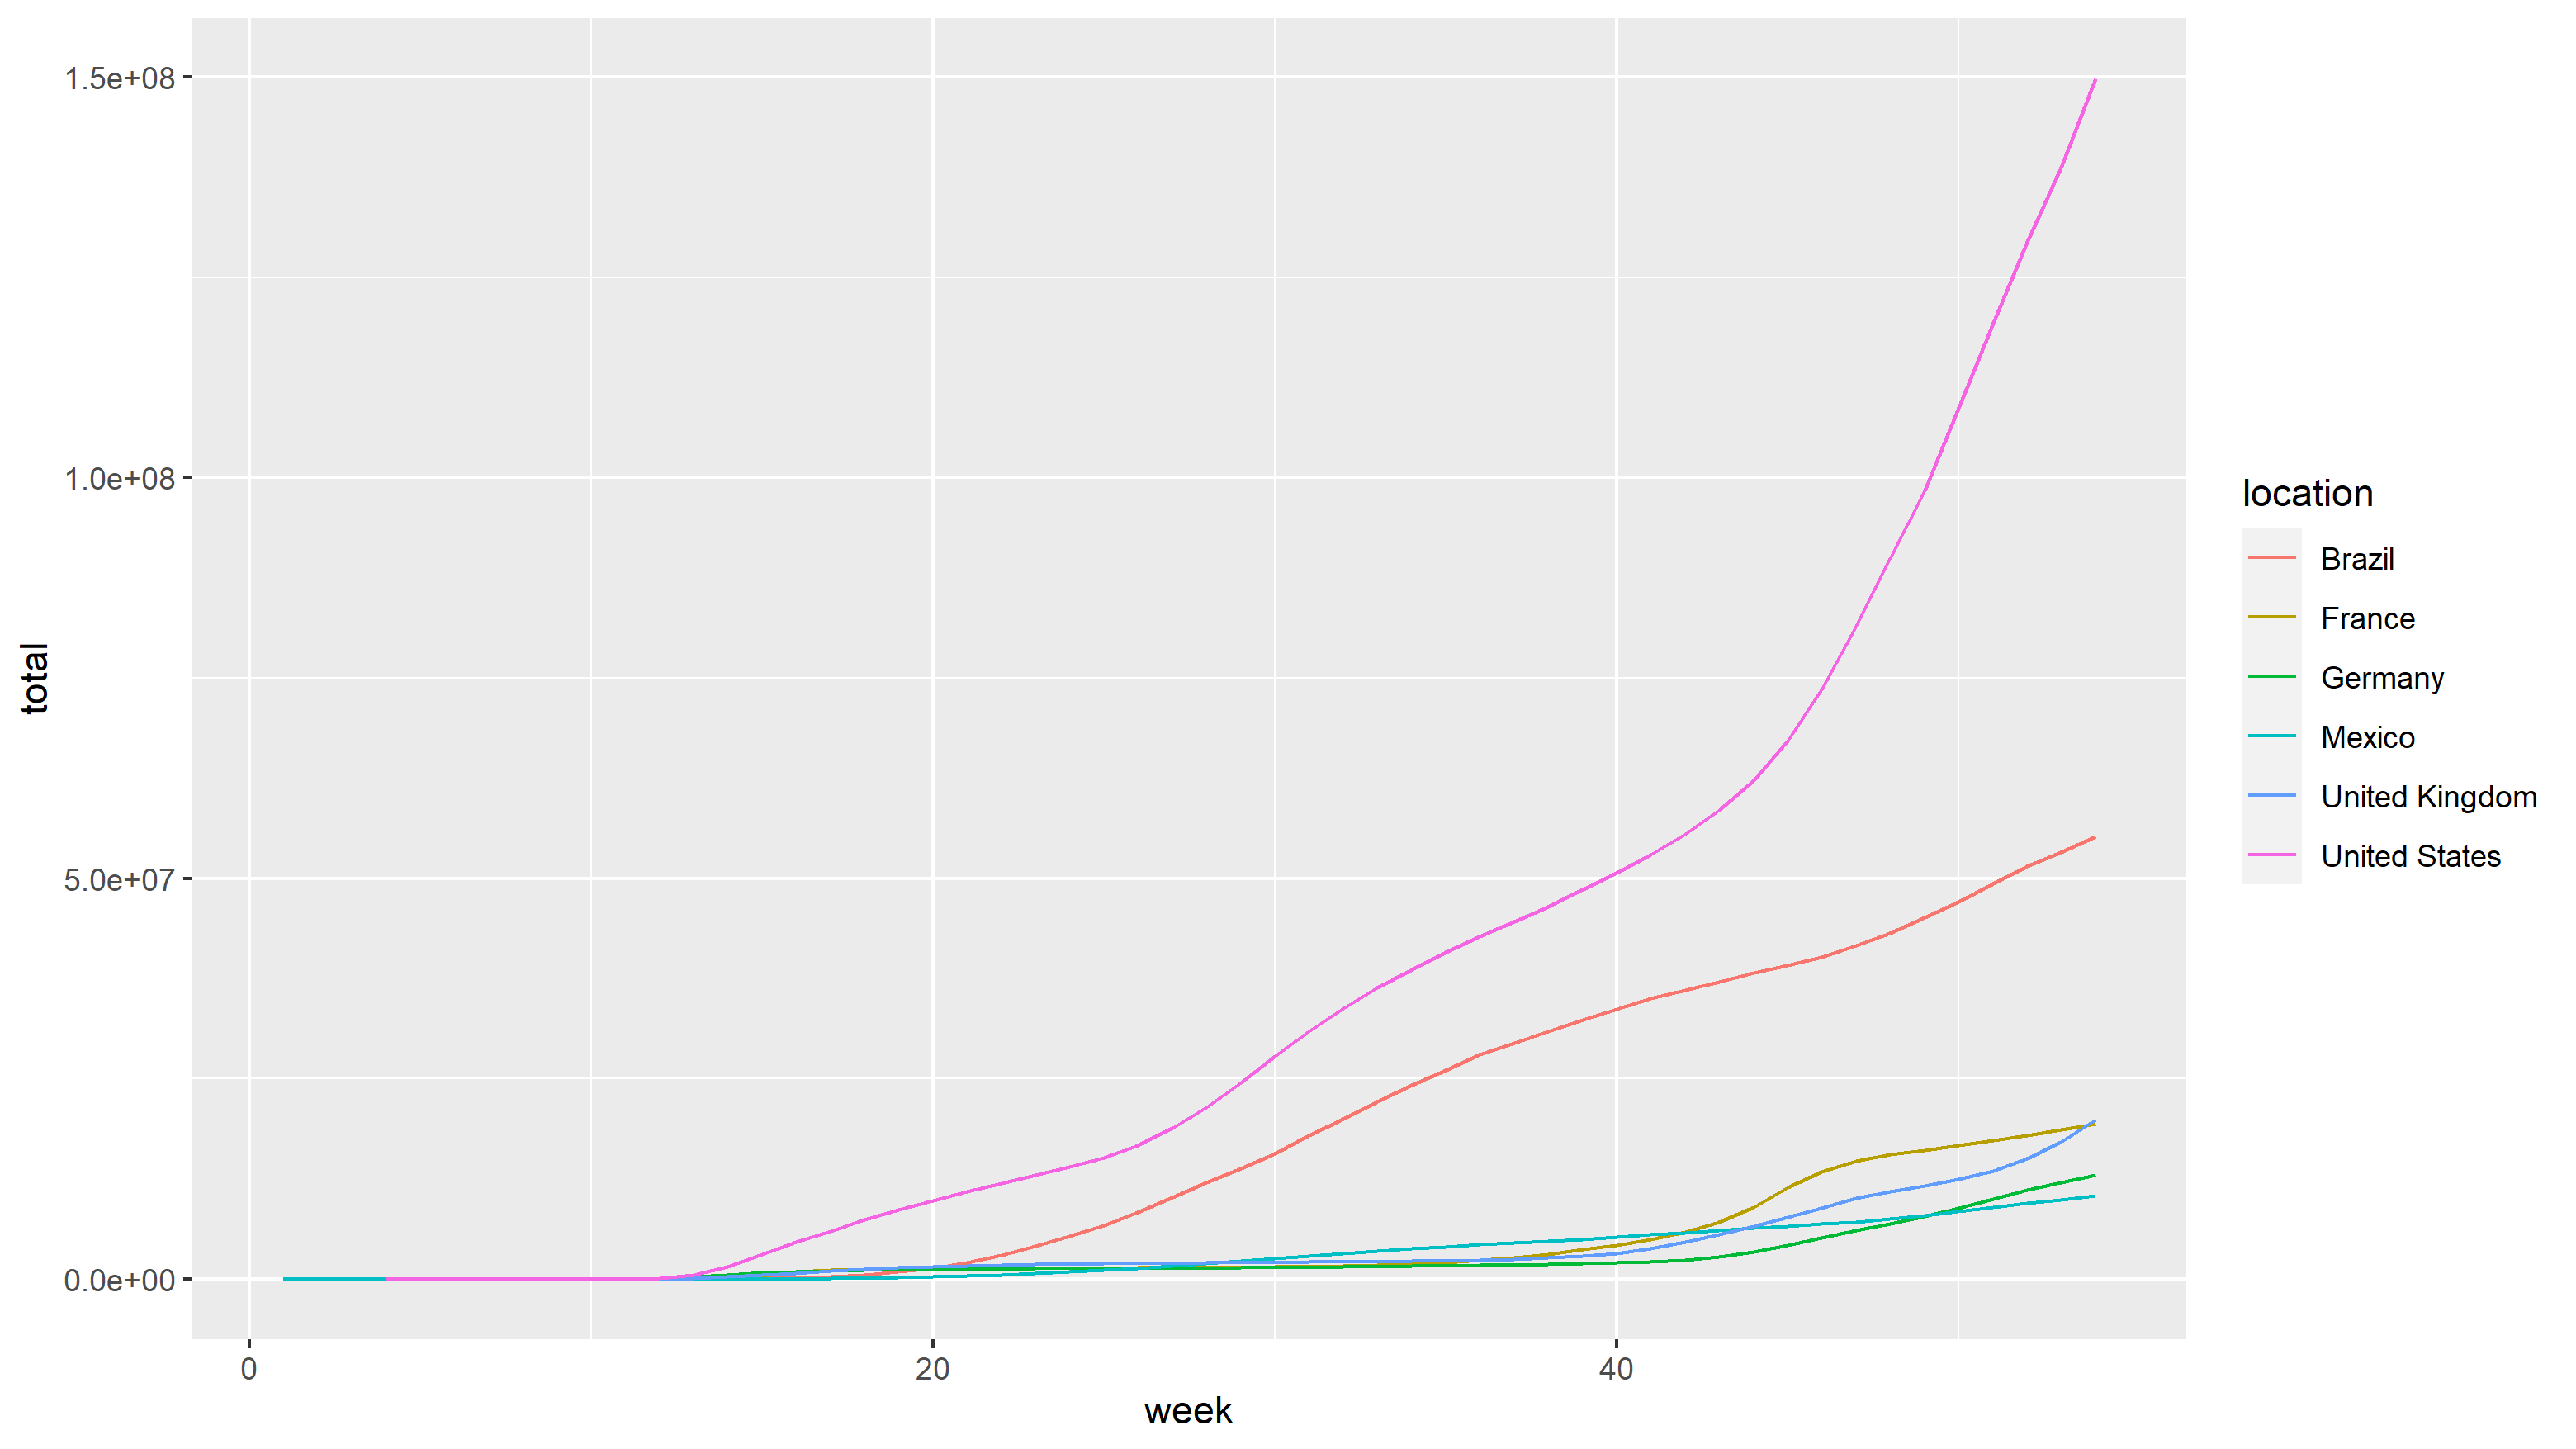 1.5e+08
1.0e+08
5.0e+07
0.0e+00
total
0
20
40
week
location
Brazil
France
Germany
Mexico
United Kingdom
United States